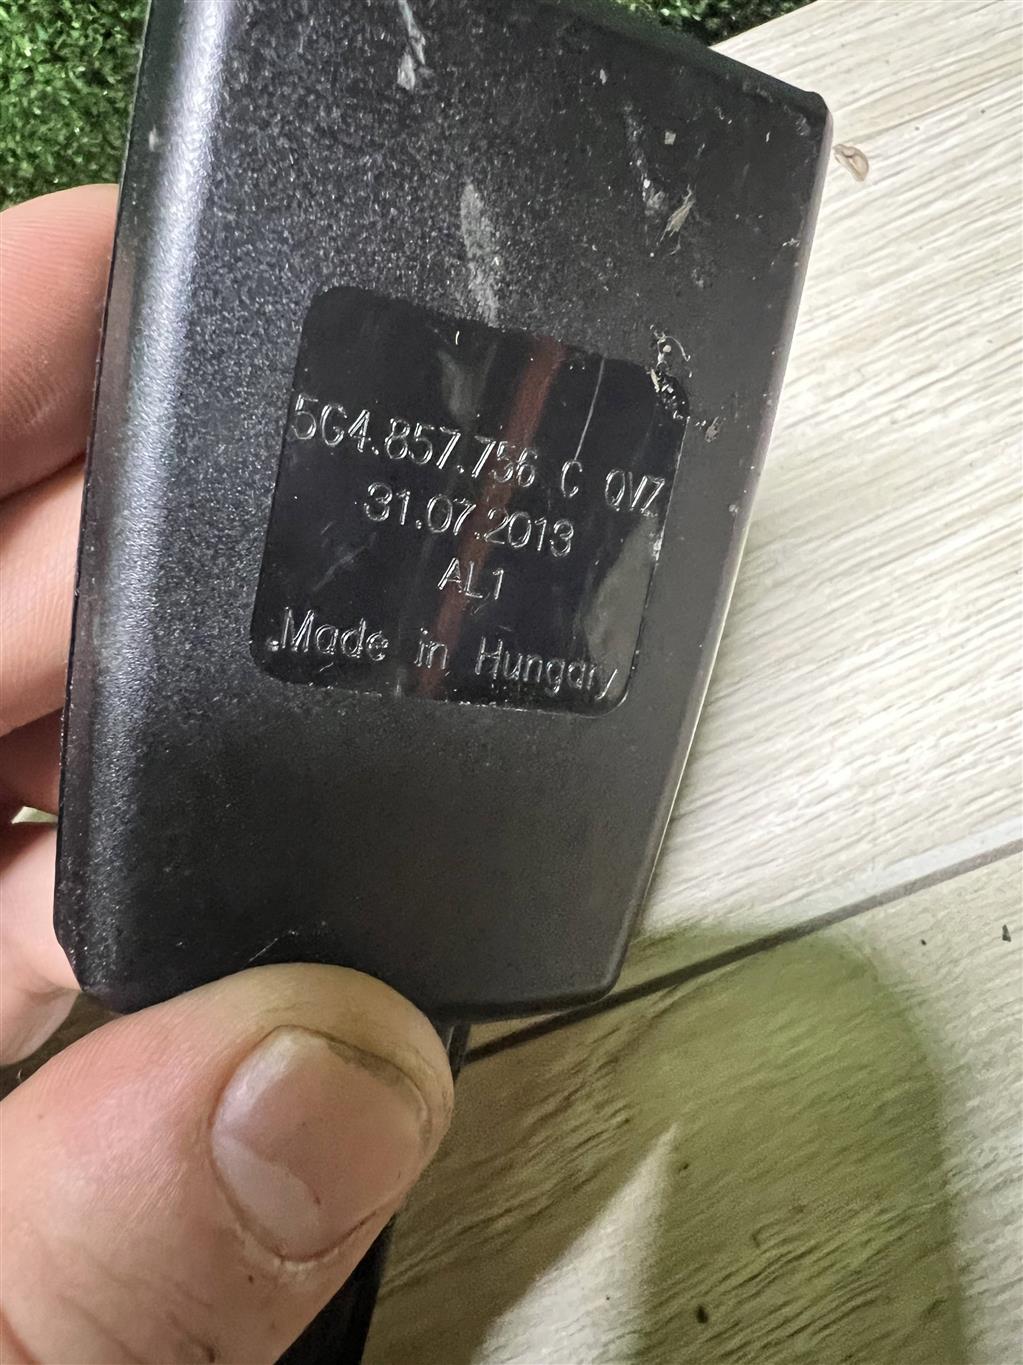 5G4.857.756 C QVZ
31.07.2013
AL1
Made in Hungary